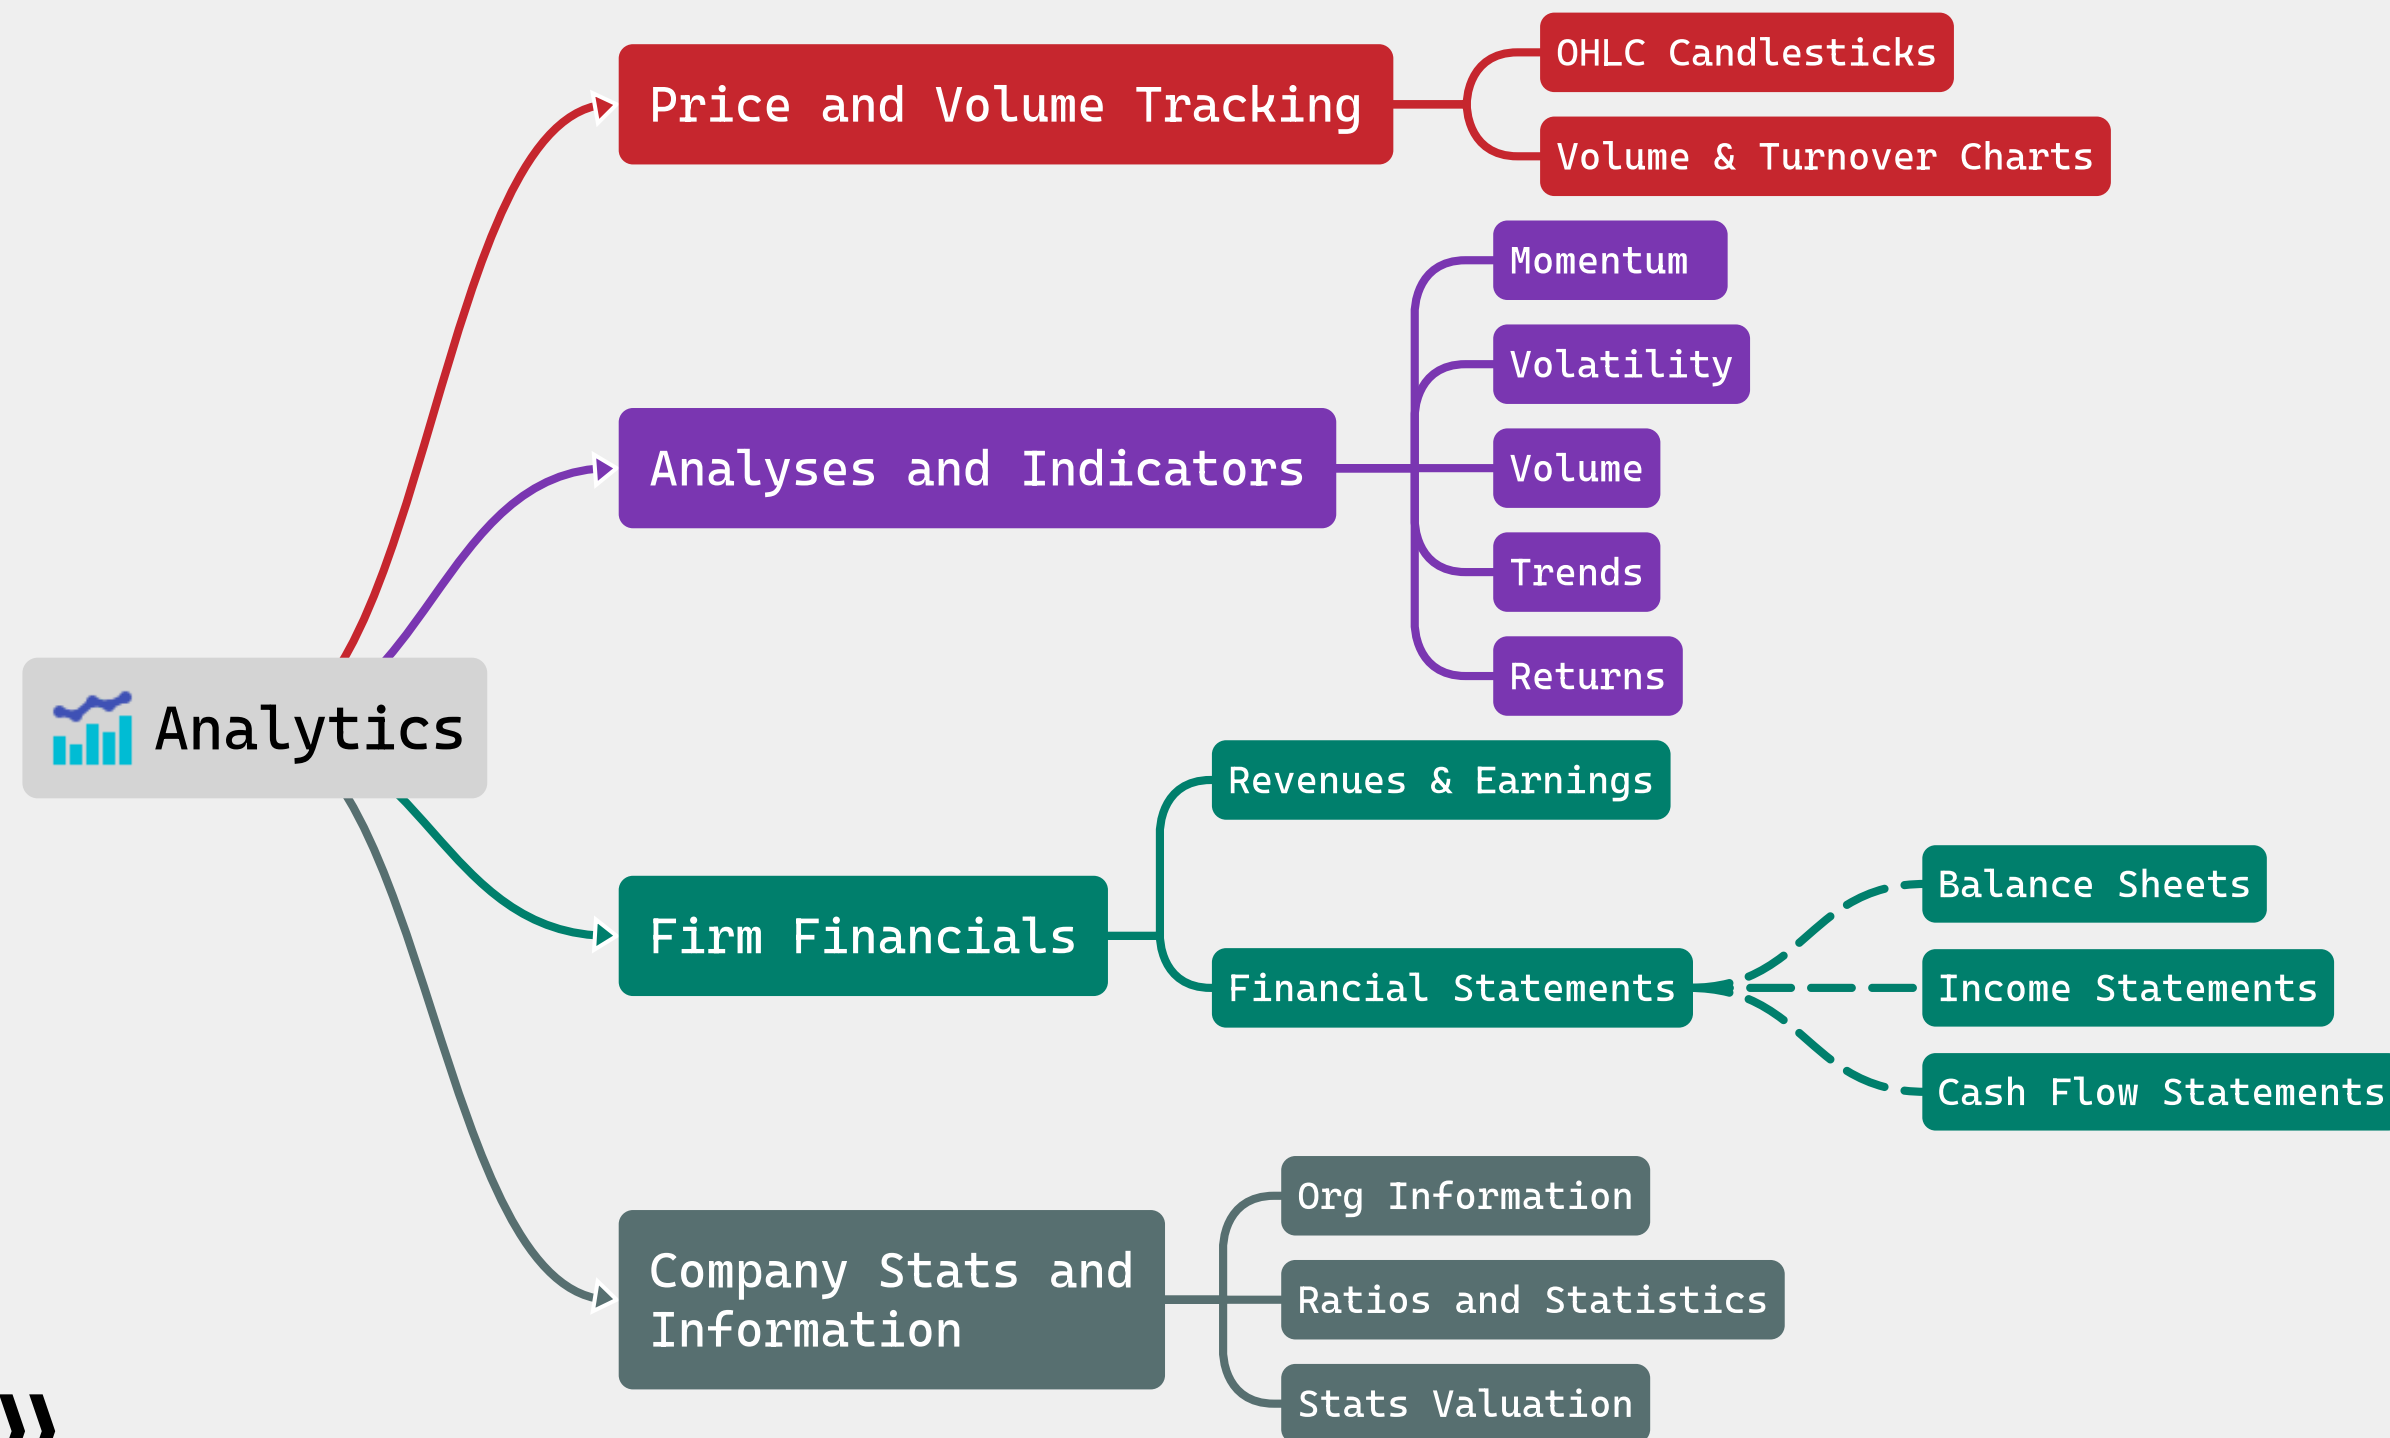 Analytics
Price and Volume Tracking
OHLC Candlesticks
Volume & Turnover Charts
Analyses and Indicators
Momentum
Volatility
Volume
Trends
Returns
Firm Financials
Revenues & Earnings
Financial Statements
Balance Sheets
Income Statements
Cash Flow Statements
Company Stats and
Information
Org Information
Ratios and Statistics
Stats Valuation